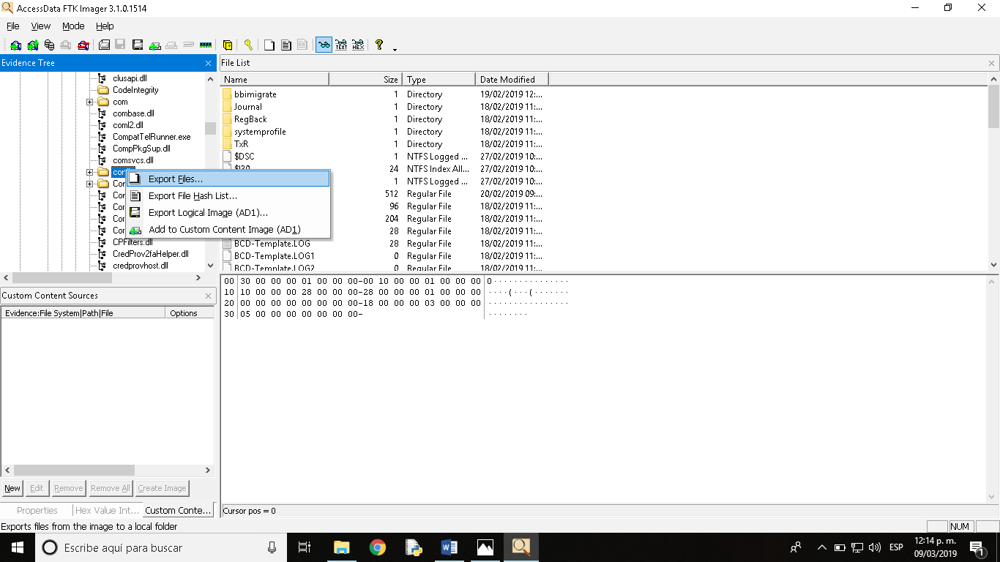 AccessData FTK Imager 3.1.0.1514
File View Mode Help
Evidence Tree
clusapi.dll
CodeIntegrity
com
combase.dll
coml2.dll
CompatTelRunner.exe
CompPkgSup.dll
comsvcs.dll
CPFilters.dll
CredProv2faHelper.dll
credprovhost.dll
Export Files...
Export File Hash List...
Export Logical Image (AD1)...
Add to Custom Content Image (AD1)
File List
Name Size Type Date Modified
bbimigrate 1 Directory 19/02/2019 12:...
Journal 1 Directory 18/02/2019 11:...
RegBack 1 Directory 18/02/2019 11:...
systemprofile 1 Directory 18/02/2019 11:...
TxR 1 Directory 18/02/2019 11:...
$DSC 1 NTFS Logged ... 27/02/2019 10:...
$I30 24 NTFS Index All... 27/02/2019 10:...
1 NTFS Logged ... 27/02/2019 10:...
512 Regular File 20/02/2019 09:...
96 Regular File 18/02/2019 11:...
204 Regular File 18/02/2019 11:...
28 Regular File 18/02/2019 11:...
BCD-Template.LOG 28 Regular File 18/02/2019 11:...
BCD-Template.LOG1 0 Regular File 18/02/2019 11:...
BCD-Template.LOG2 0 Regular File 18/02/2019 11:...
00 30 00 00 00 01 00 00 00-00 10 00 00 01 00 00 00 0···············
10 10 00 00 00 28 00 00 00-28 00 00 00 01 00 00 00 ····(···(·······
20 00 00 00 00 00 00 00 00-18 00 00 00 03 00 00 00 ················
30 05 00 00 00 00 00 00 00- ········
Cursor pos = 0
Custom Content Sources
Evidence:File System|Path|File Options
New Edit Remove Remove All Create Image
Properties Hex Value Int... Custom Conte...
Exports files from the image to a local folder
NUM
Escribe aquí para buscar
ESP
12:14 p. m.
09/03/2019
1